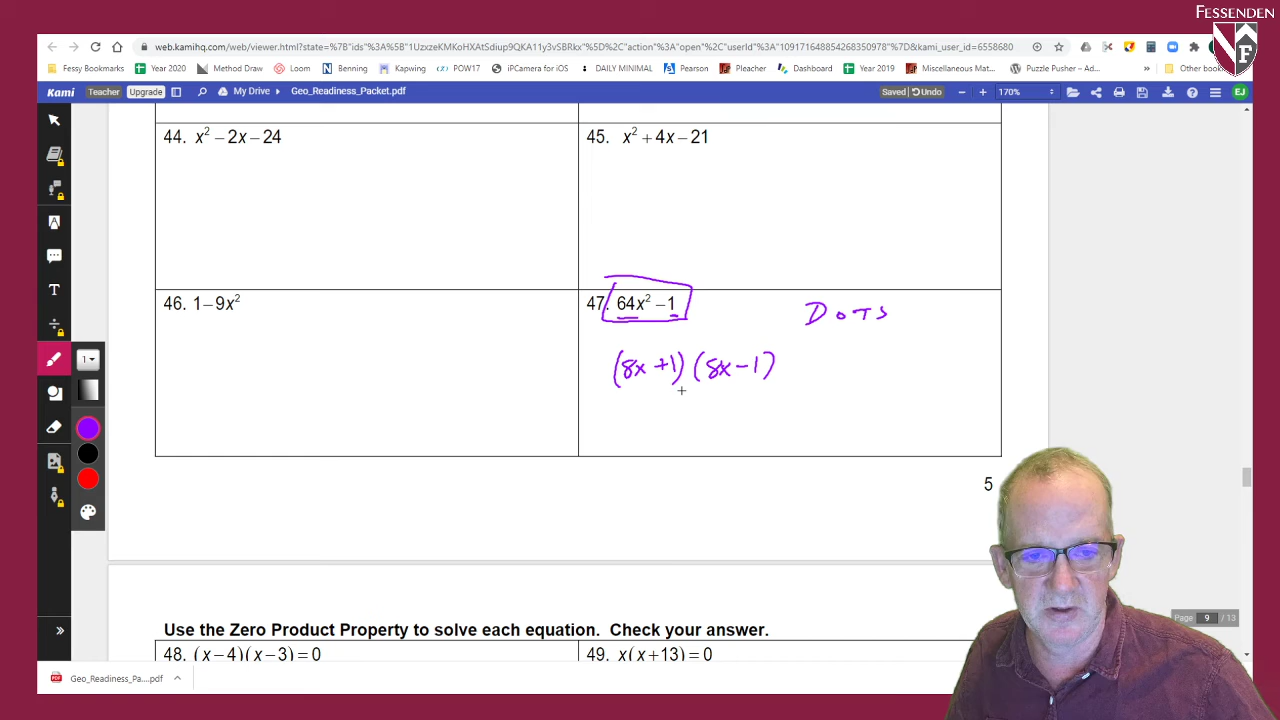 FESSENDEN
F
web.kamihq.com/web/viewer.html?state=%7B"ids"%3A%5B"1UzxzeKMKoHXAtSdiup9QKA11y3vSBRkx"%5D%2C"action"%3A"open"%2C"userId"%3A"109171648854268350978"%7D&kami_user_id=6558680
Fessy Bookmarks Year 2020 Method Draw Loom Benning Kapwing POW17 iPCamera for iOS DAILY MINIMAL Pearson Pleacher Dashboard Year 2019 Miscellaneous Mat... Puzzle Pusher – Ad... » Other book
Kami Teacher Upgrade My Drive Geo_Readiness_Packet.pdf Saved Undo 170% EJ
44. x² – 2x – 24
45. x² + 4x – 21
46. 1 – 9x²
47. 64x² – 1
DOTS
(8x +1)(8x –1)
1
5
Page 9 / 13
Use the Zero Product Property to solve each equation. Check your answer.
48. (x – 4)(x – 3) = 0
49. x(x + 13) = 0
Geo_Readiness_Pa....pdf